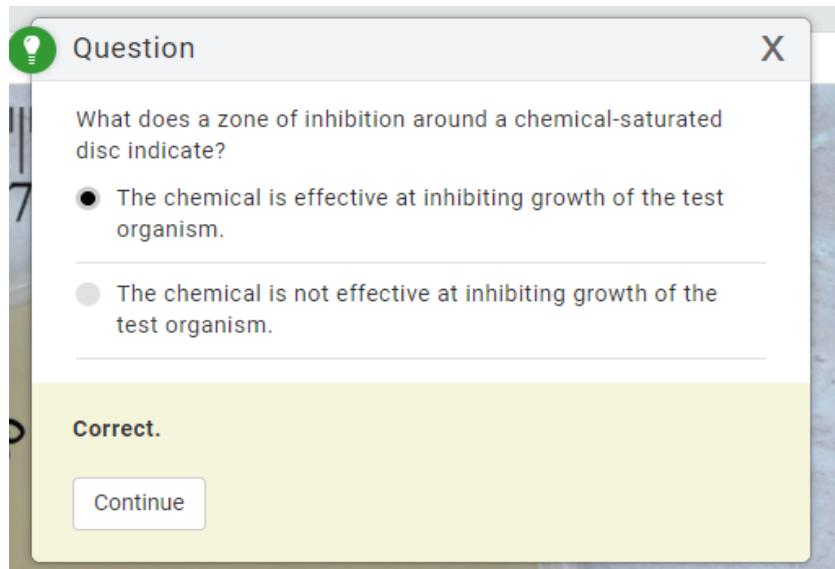 Question
X
What does a zone of inhibition around a chemical-saturated
disc indicate?
7
The chemical is effective at inhibiting growth of the test
organism.
The chemical is not effective at inhibiting growth of the
test organism.
Correct.
Continue